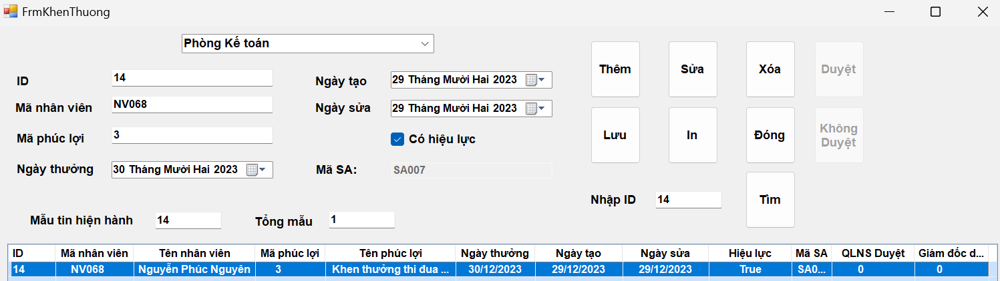 FrmKhenThuong
Phòng Kế toán
ID 14 Ngày tạo 29 Tháng Mười Hai 2023
Mã nhân viên NV068 Ngày sửa 29 Tháng Mười Hai 2023
Mã phúc lợi 3 Có hiệu lực
Ngày thưởng 30 Tháng Mười Hai 2023 Mã SA: SA007
Thêm Sửa Xóa Duyệt
Lưu In Đóng Không Duyệt
Nhập ID 14 Tìm
Mẫu tin hiện hành 14 Tổng mẫu 1
ID Mã nhân viên Tên nhân viên Mã phúc lợi Tên phúc lợi Ngày thưởng Ngày tạo Ngày sửa Hiệu lực Mã SA QLNS Duyệt Giám đốc d...
14 NV068 Nguyễn Phúc Nguyên 3 Khen thưởng thi đua ... 30/12/2023 29/12/2023 29/12/2023 True SA0... 0 0